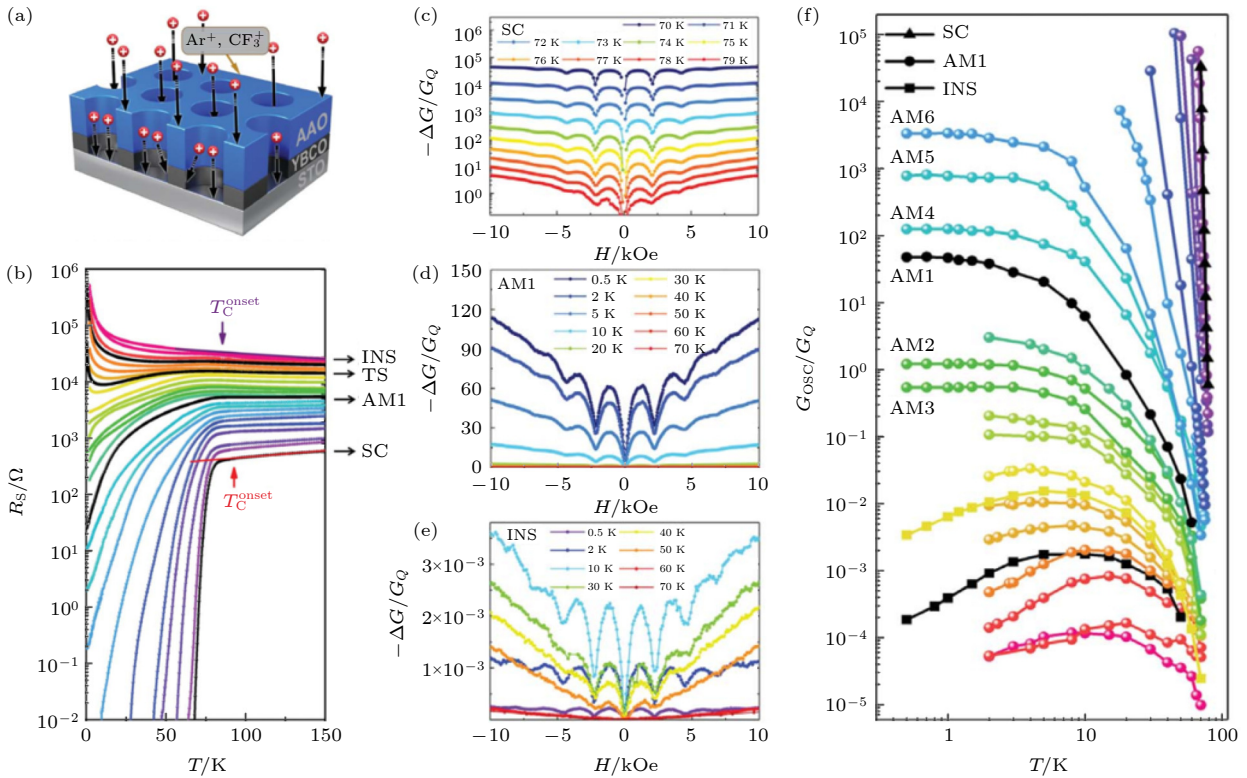 (a)
Ar⁺, CF₃⁺
AAO
YBCO
STO
(b)
10⁶
10⁵
10⁴
10³
10²
10¹
10⁰
10⁻¹
10⁻²
R_S/Ω
T_C^onset
T_C^onset
INS
TS
AM1
SC
0 50 100 150
T/K
(c)
SC
70 K 71 K
72 K 73 K 74 K 75 K
76 K 77 K 78 K 79 K
10⁶
10⁵
10⁴
10³
10²
10¹
10⁰
−ΔG/G_Q
−10 −5 0 5 10
H/kOe
(d)
AM1
0.5 K 30 K
2 K 40 K
5 K 50 K
10 K 60 K
20 K 70 K
150
120
90
60
30
0
−ΔG/G_Q
−10 −5 0 5 10
H/kOe
(e)
INS
0.5 K 40 K
2 K 50 K
10 K 60 K
30 K 70 K
3×10⁻³
2×10⁻³
1×10⁻³
−ΔG/G_Q
−10 −5 0 5 10
H/kOe
(f)
SC
AM1
INS
10⁵
10⁴
10³
10²
10¹
10⁰
10⁻¹
10⁻²
10⁻³
10⁻⁴
10⁻⁵
G_OSC/G_Q
AM6
AM5
AM4
AM1
AM2
AM3
1 10 100
T/K